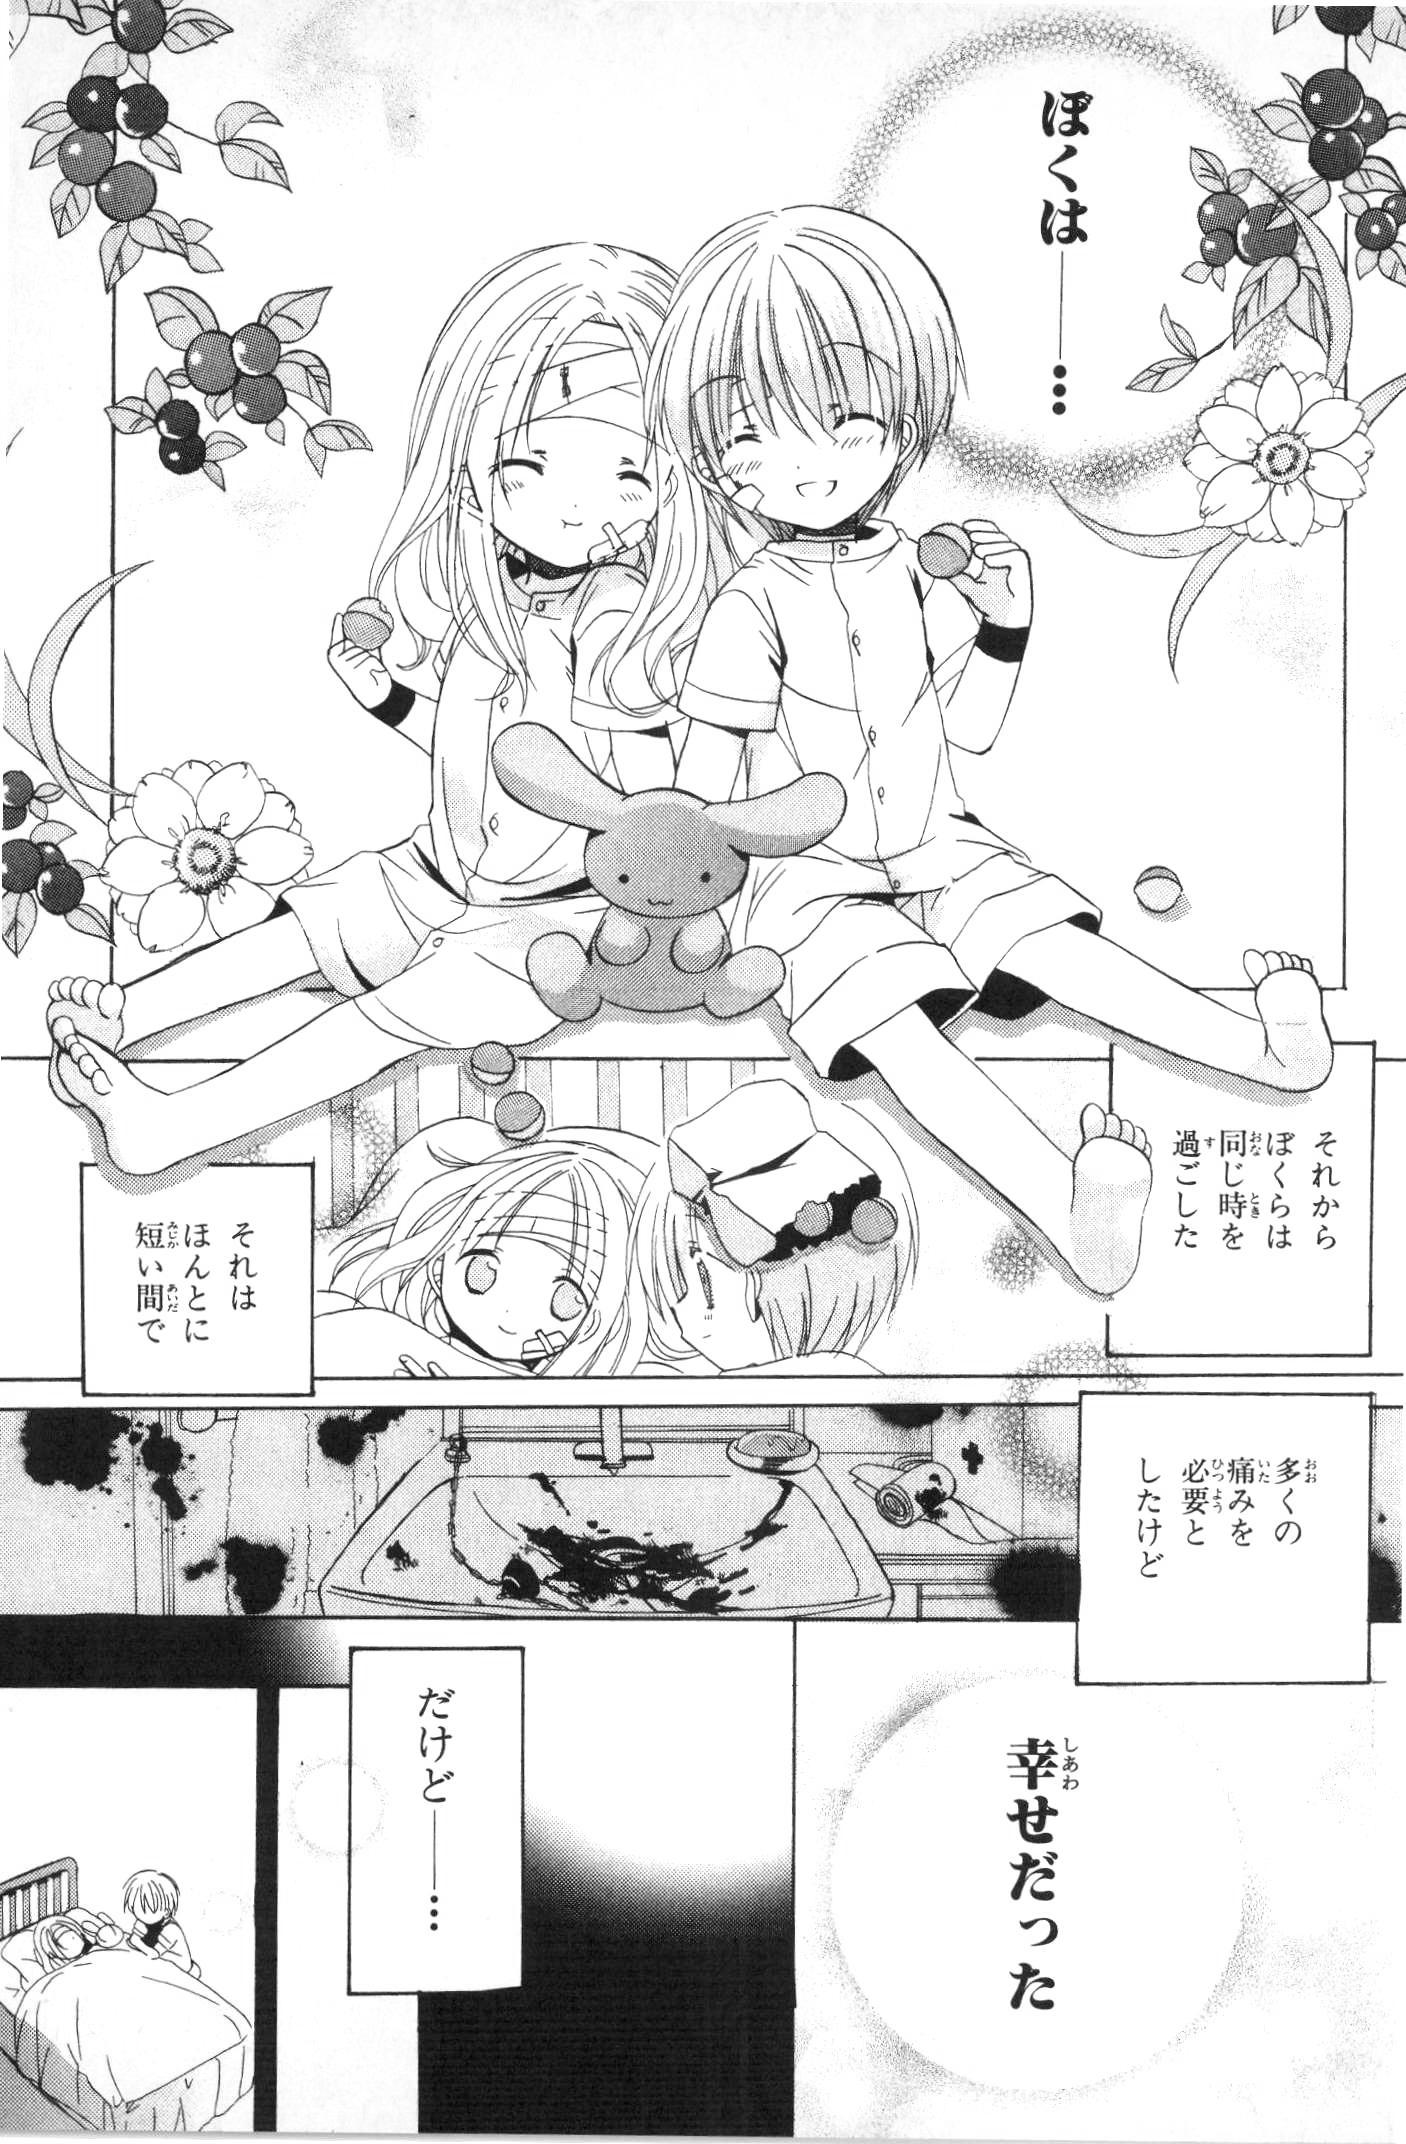 ぼくは――…
それから
ぼくらは
同じ時を
過ごした
それは
ほんとに
短い間で
多くの
痛みを
必要と
したけど
幸せだった
だけど――…